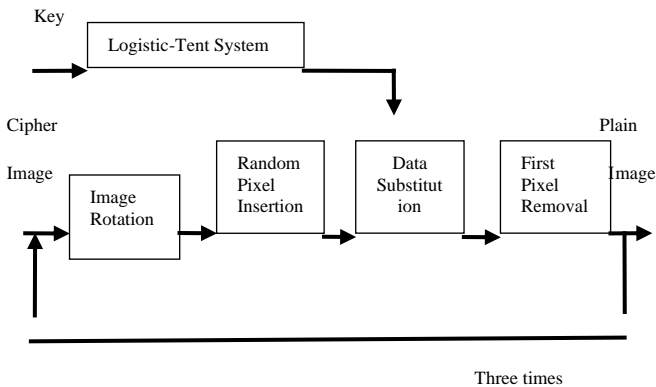 Key
Logistic-Tent System
Cipher
Image
Plain
Image
Image
Rotation
Random
Pixel
Insertion
Data
Substitut
ion
First
Pixel
Removal
Three times